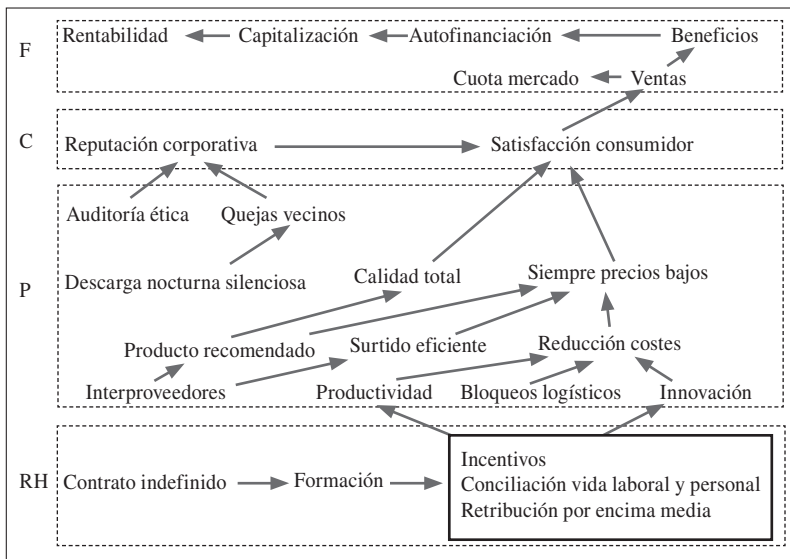 F
Rentabilidad Capitalización Autofinanciación Beneficios
Cuota mercado Ventas
C
Reputación corporativa Satisfacción consumidor
Auditoría ética Quejas vecinos
P
Descarga nocturna silenciosa Calidad total Siempre precios bajos
Producto recomendado Surtido eficiente Reducción costes
Interproveedores Productividad Bloqueos logísticos Innovación
RH
Contrato indefinido Formación
Incentivos
Conciliación vida laboral y personal
Retribución por encima media